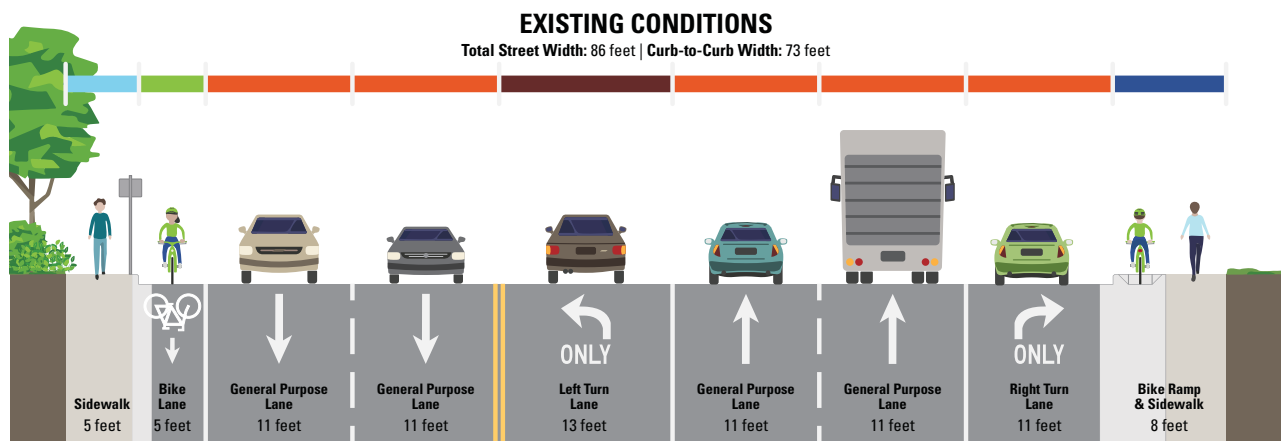 EXISTING CONDITIONS
Total Street Width: 86 feet | Curb-to-Curb Width: 73 feet
ONLY
ONLY
Sidewalk
5 feet
Bike
Lane
5 feet
General Purpose
Lane
11 feet
General Purpose
Lane
11 feet
Left Turn
Lane
13 feet
General Purpose
Lane
11 feet
General Purpose
Lane
11 feet
Right Turn
Lane
11 feet
Bike Ramp
& Sidewalk
8 feet